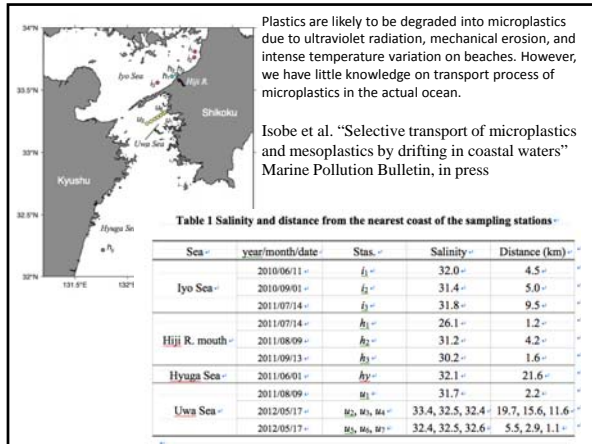 Plastics are likely to be degraded into microplastics
due to ultraviolet radiation, mechanical erosion, and
intense temperature variation on beaches. However,
we have little knowledge on transport process of
microplastics in the actual ocean.
Isobe et al. “Selective transport of microplastics
and mesoplastics by drifting in coastal waters”
Marine Pollution Bulletin, in press
34°N
33.5°N
33°N
32.5°N
32°N
131.5°E
Iyo Sea
Hiji R.
Shikoku
Uwa Sea
Kyushu
Hyuga Se
Table 1 Salinity and distance from the nearest coast of the sampling stations
Sea year/month/date Stas. Salinity Distance (km)
Iyo Sea 2010/06/11 i1 32.0 4.5
2010/09/01 i2 31.4 5.0
2011/07/14 i3 31.8 9.5
Hiji R. mouth 2011/07/14 h1 26.1 1.2
2011/08/09 h2 31.2 4.2
2011/09/13 h3 30.2 1.6
Hyuga Sea 2011/06/01 hy 32.1 21.6
Uwa Sea 2011/08/09 u1 31.7 2.2
2012/05/17 u2, u3, u4 33.4, 32.5, 32.4 19.7, 15.6, 11.6
2012/05/17 u5, u6, u7 32.4, 32.5, 32.6 5.5, 2.9, 1.1